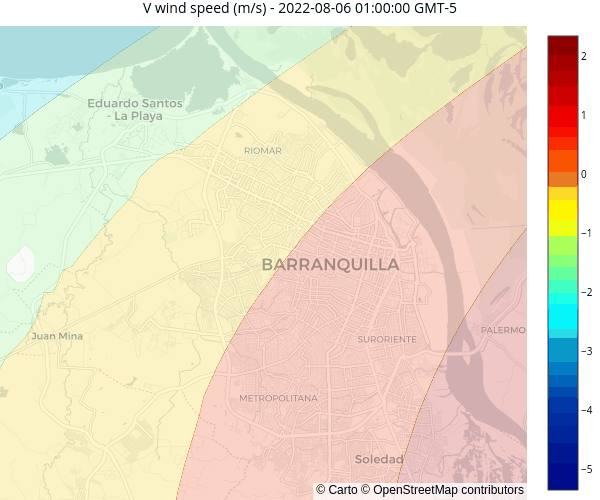 V wind speed (m/s) - 2022-08-06 01:00:00 GMT-5
Eduardo Santos
- La Playa
RIOMAR
BARRANQUILLA
Juan Mina
SURORIENTE
PALERMO
METROPOLITANA
Soledad
© Carto © OpenStreetMap contributors
2
1
0
−1
−2
−3
−4
−5